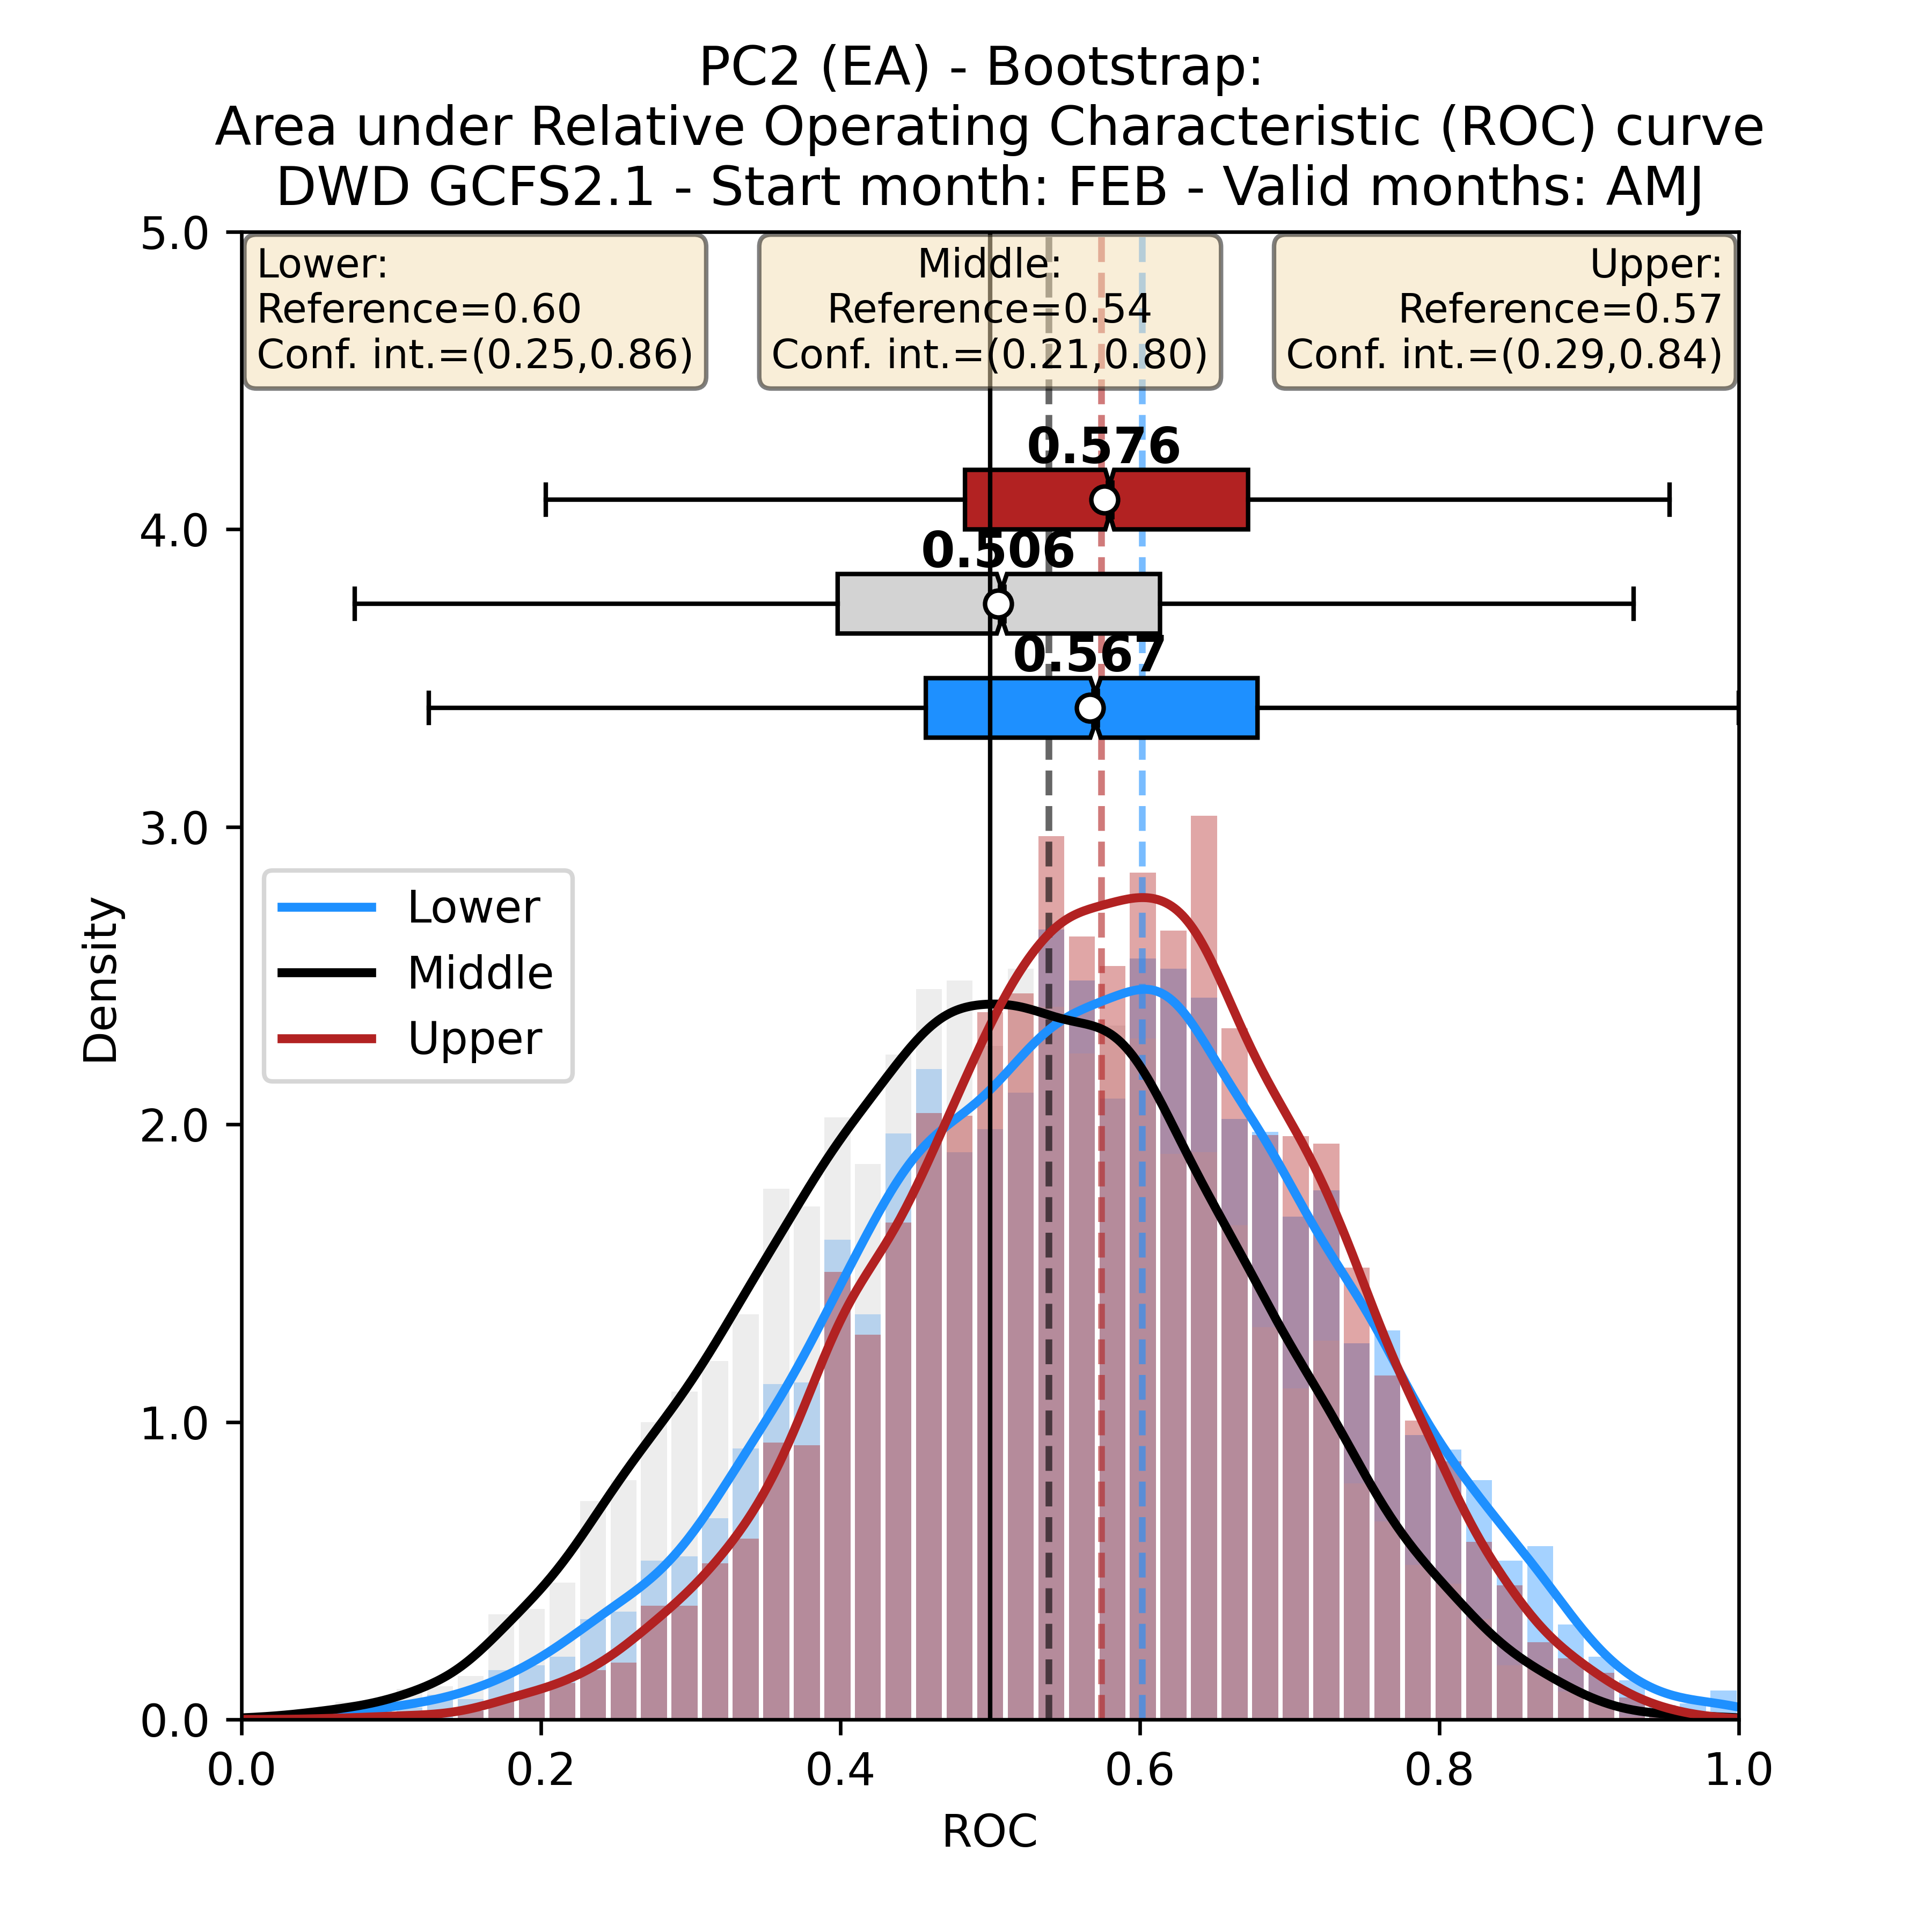 PC2 (EA) - Bootstrap:
Area under Relative Operating Characteristic (ROC) curve
DWD GCFS2.1 - Start month: FEB - Valid months: AMJ
Lower:
Reference=0.60
Conf. int.=(0.25,0.86)
Middle:
Reference=0.54
Conf. int.=(0.21,0.80)
Upper:
Reference=0.57
Conf. int.=(0.29,0.84)
0.576
0.506
0.567
5.0
4.0
3.0
2.0
1.0
0.0
Density
Lower
Middle
Upper
0.0
0.2
0.4
0.6
0.8
1.0
ROC